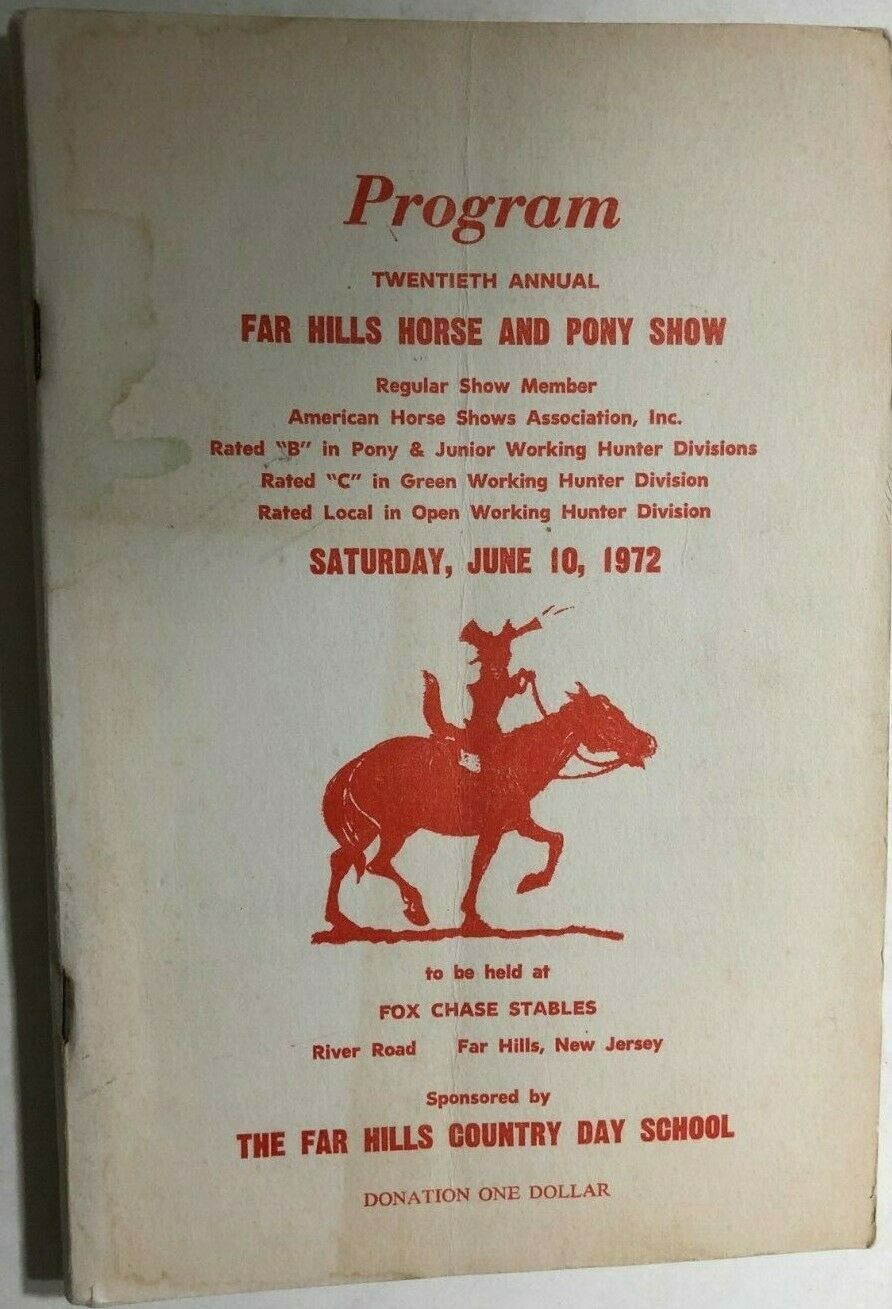 Program
TWENTIETH ANNUAL
FAR HILLS HORSE AND PONY SHOW
Regular Show Member
American Horse Shows Association, Inc.
Rated "B" in Pony & Junior Working Hunter Divisions
Rated "C" in Green Working Hunter Division
Rated Local in Open Working Hunter Division
SATURDAY, JUNE 10, 1972
to be held at
FOX CHASE STABLES
River Road Far Hills, New Jersey
Sponsored by
THE FAR HILLS COUNTRY DAY SCHOOL
DONATION ONE DOLLAR